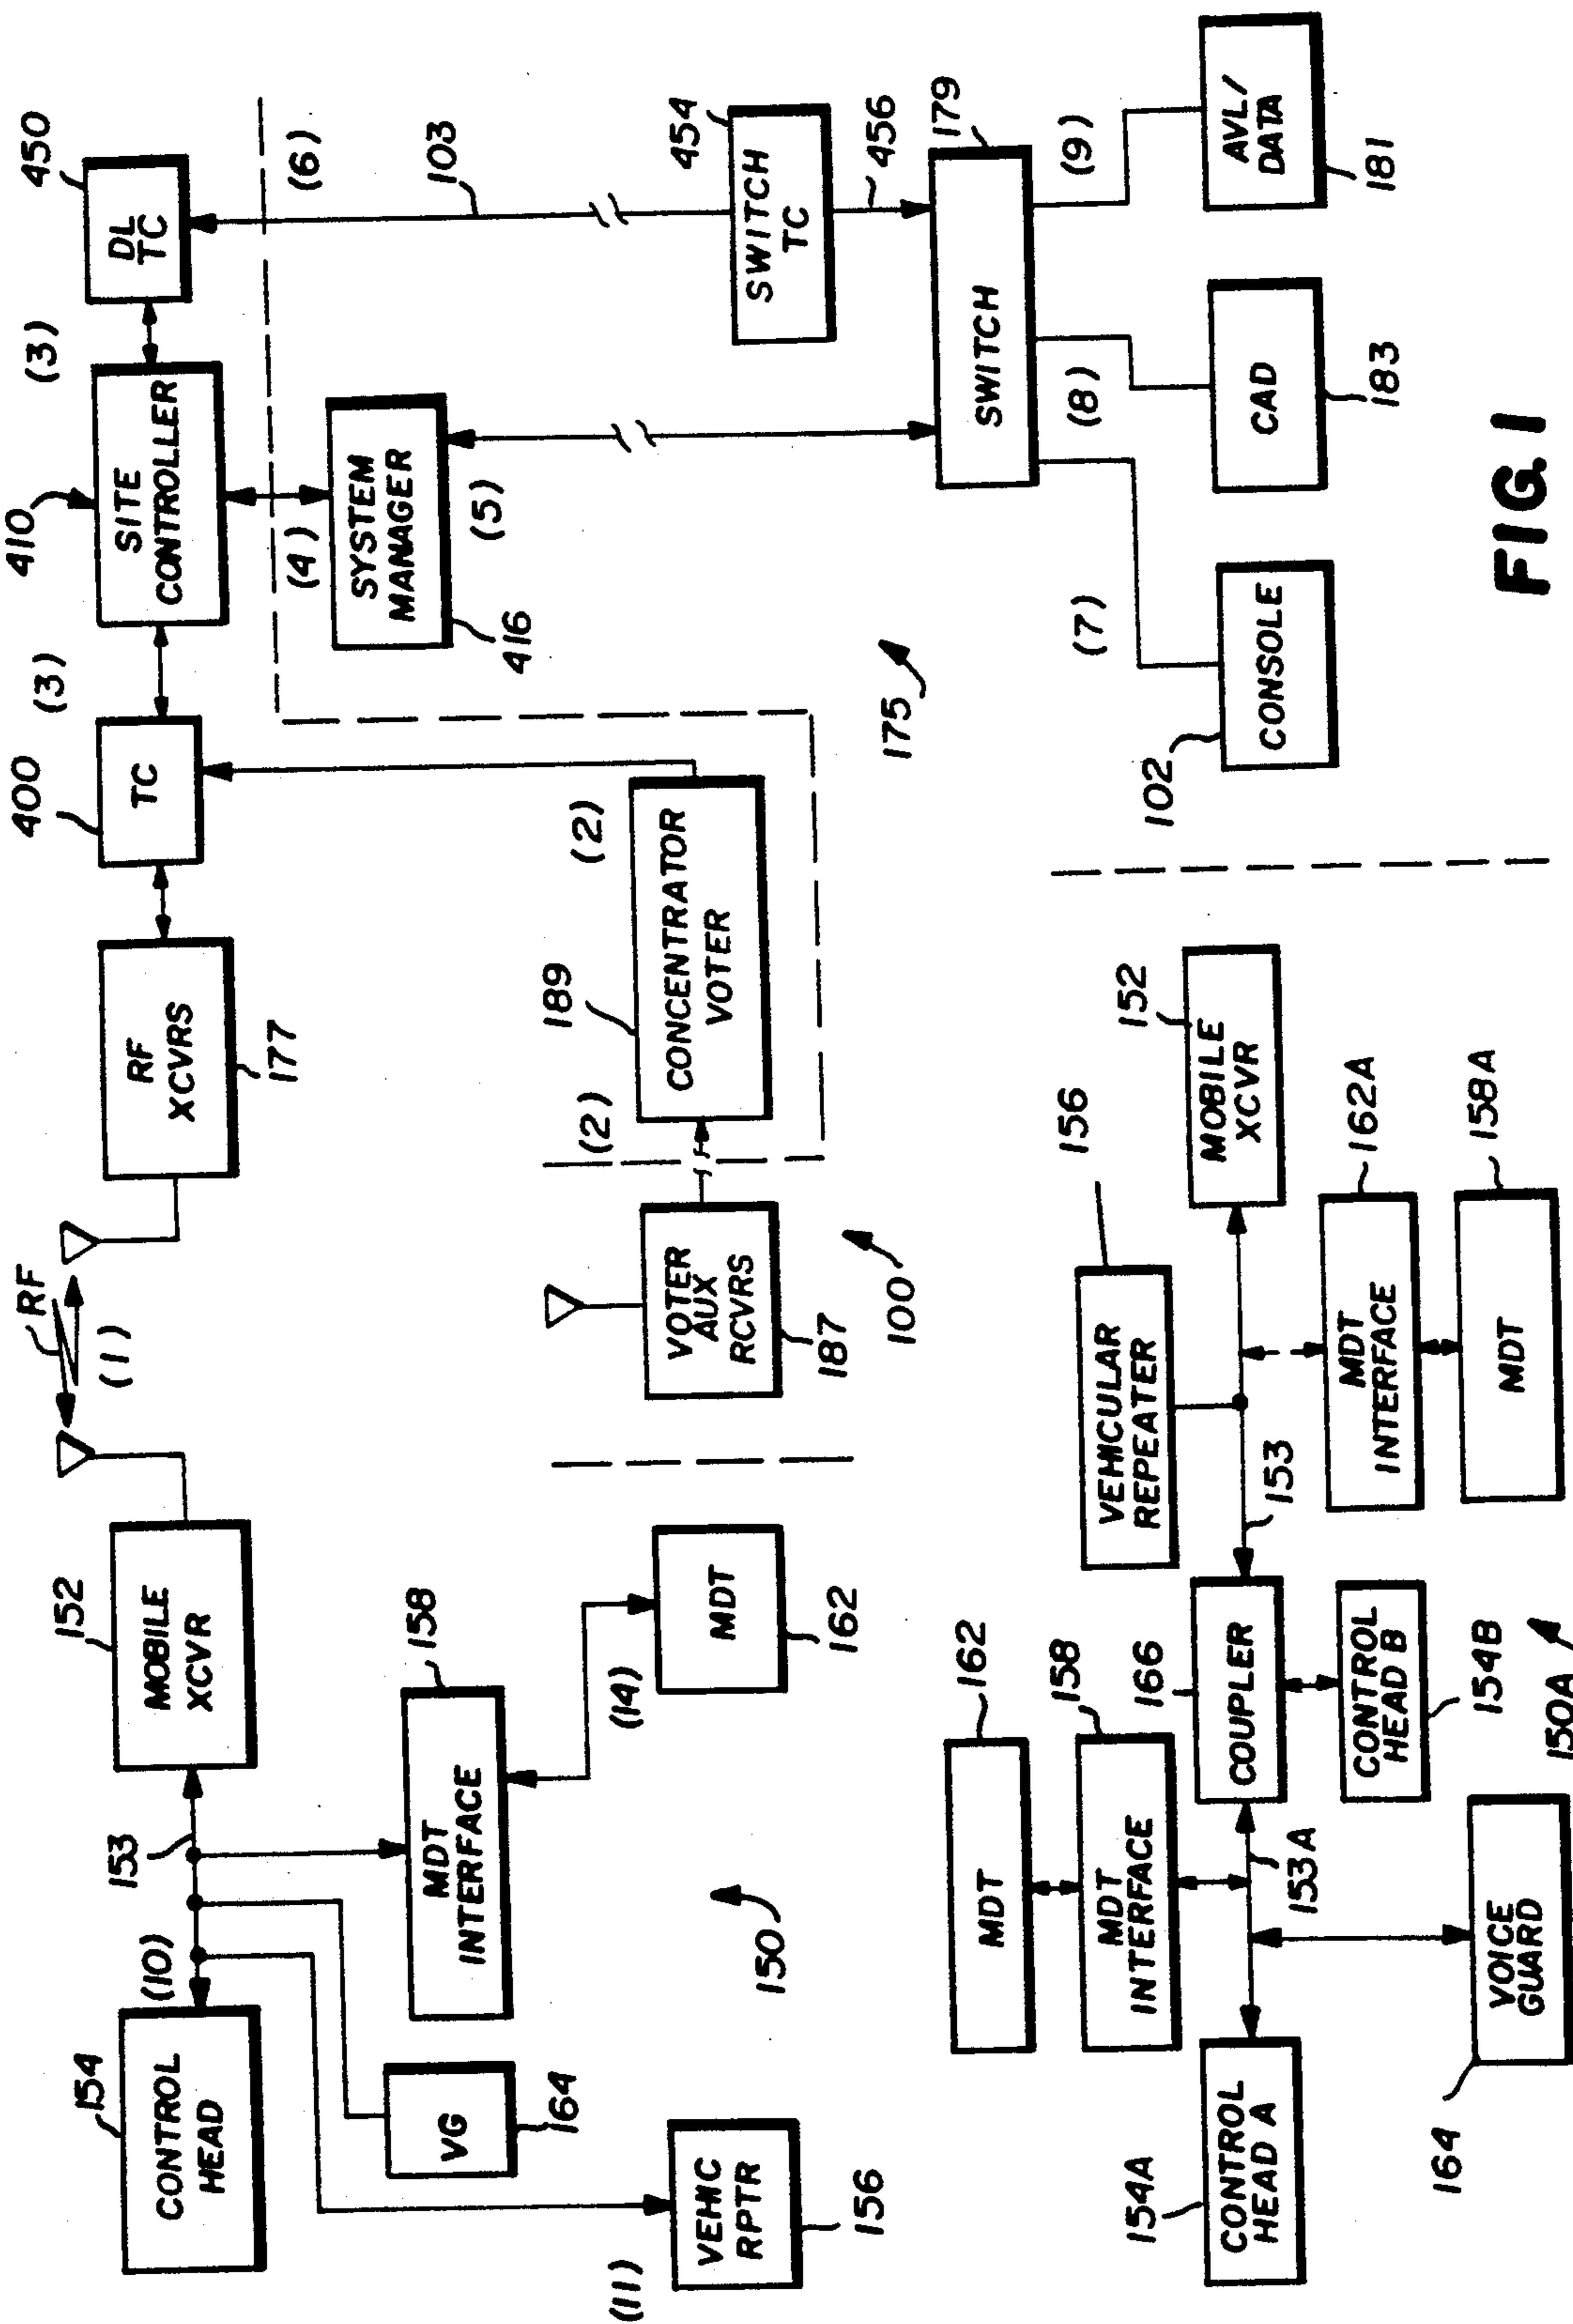 RF
(1)
154
CONTROL
HEAD
(10)
153
152
MOBILE
XCVR
RF
XCVRS
177
400
TC
(3)
410
SITE
CONTROLLER
(3)
450
DL
TC
(6)
103
(4)
SYSTEM
MANAGER
416
(5)
VG
164
158
MDT
INTERFACE
(14)
MDT
162
(11)
VEHIC
RPTR
156
150
VOTER
AUX
RCVRS
187
100
(2)
189
CONCENTRATOR
VOTER
(2)
175
454
SWITCH
TC
456
179
SWITCH
(7)
(8)
(9)
102
CONSOLE
CAD
183
AVL/
DATA
181
162
MDT
158
MDT
INTERFACE
154A
CONTROL
HEAD A
153A
166
COUPLER
153
156
VEHICULAR
REPEATER
152
MOBILE
XCVR
164
VOICE
GUARD
CONTROL
HEAD B
154B
150A
162A
MDT
INTERFACE
158A
MDT
FIG. 1